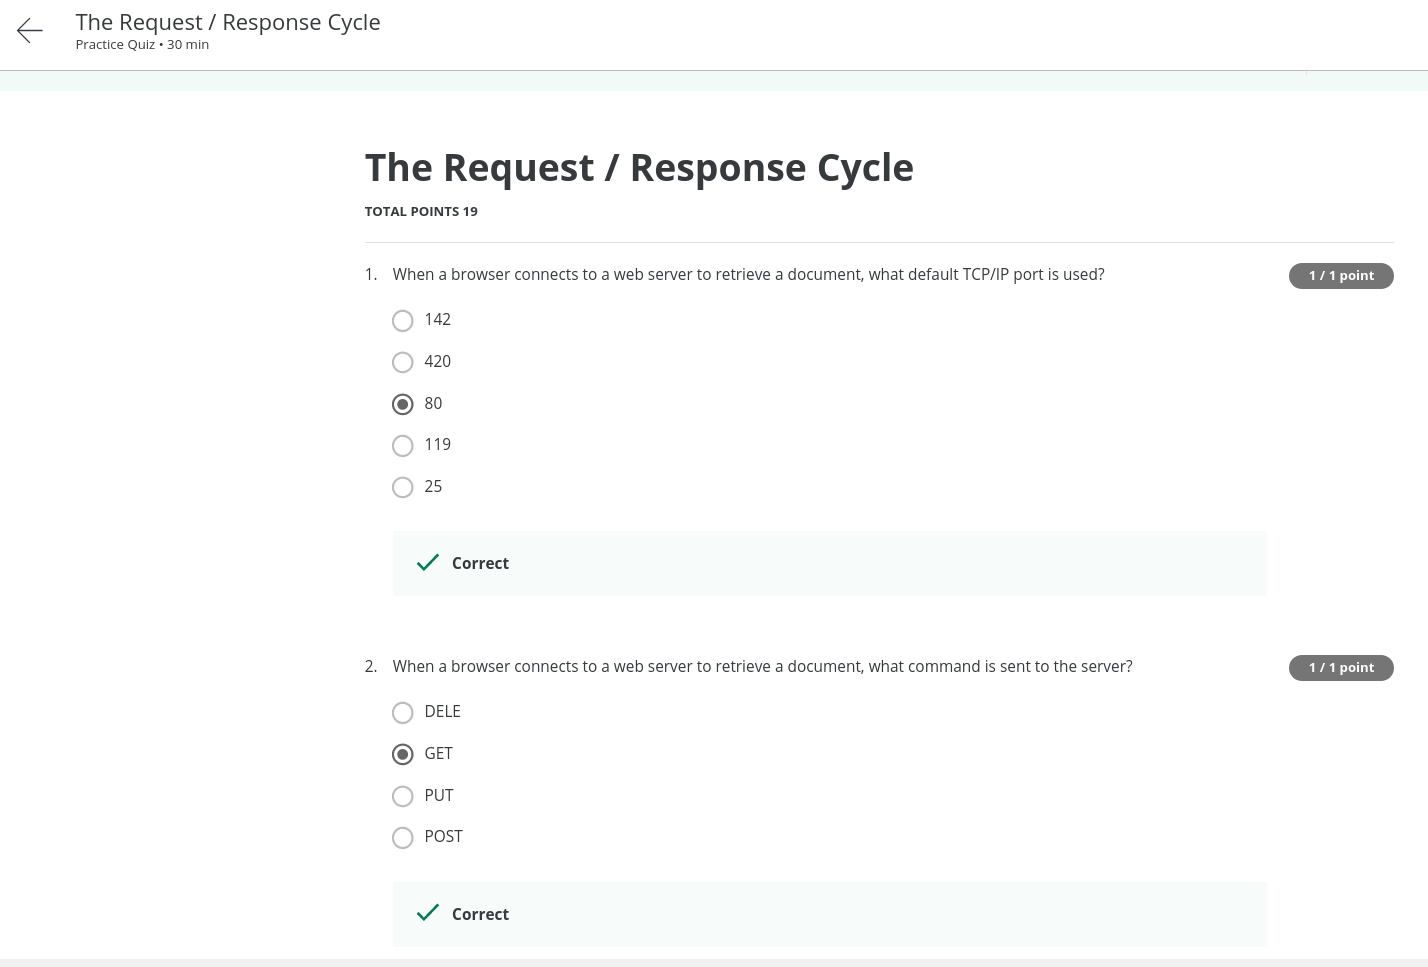 The Request / Response Cycle
Practice Quiz • 30 min
The Request / Response Cycle
TOTAL POINTS 19
1. When a browser connects to a web server to retrieve a document, what default TCP/IP port is used?
1 / 1 point
142
420
80
119
25
Correct
2. When a browser connects to a web server to retrieve a document, what command is sent to the server?
1 / 1 point
DELE
GET
PUT
POST
Correct